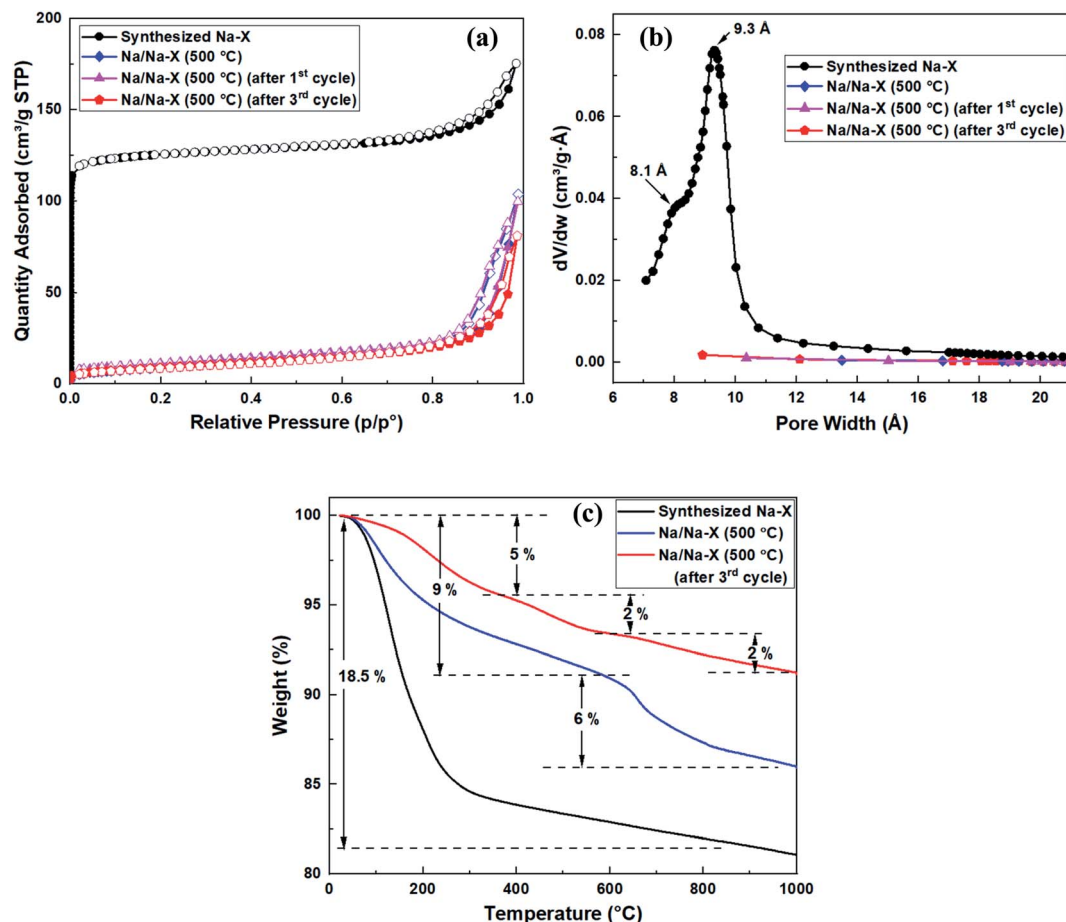 (a)
Synthesized Na-X
Na/Na-X (500 °C)
Na/Na-X (500 °C) (after 1st cycle)
Na/Na-X (500 °C) (after 3rd cycle)
200
150
100
50
0
Quantity Adsorbed (cm³/g STP)
0.0 0.2 0.4 0.6 0.8 1.0
Relative Pressure (p/p°)
(b)
9.3 Å
8.1 Å
Synthesized Na-X
Na/Na-X (500 °C)
Na/Na-X (500 °C) (after 1st cycle)
Na/Na-X (500 °C) (after 3rd cycle)
0.08
0.06
0.04
0.02
0.00
dV/dw (cm³/g·Å)
6 8 10 12 14 16 18 20
Pore Width (Å)
(c)
Synthesized Na-X
Na/Na-X (500 °C)
Na/Na-X (500 °C)
(after 3rd cycle)
5 %
9 %
2 %
2 %
18.5 %
6 %
100
95
90
85
80
Weight (%)
0 200 400 600 800 1000
Temperature (°C)